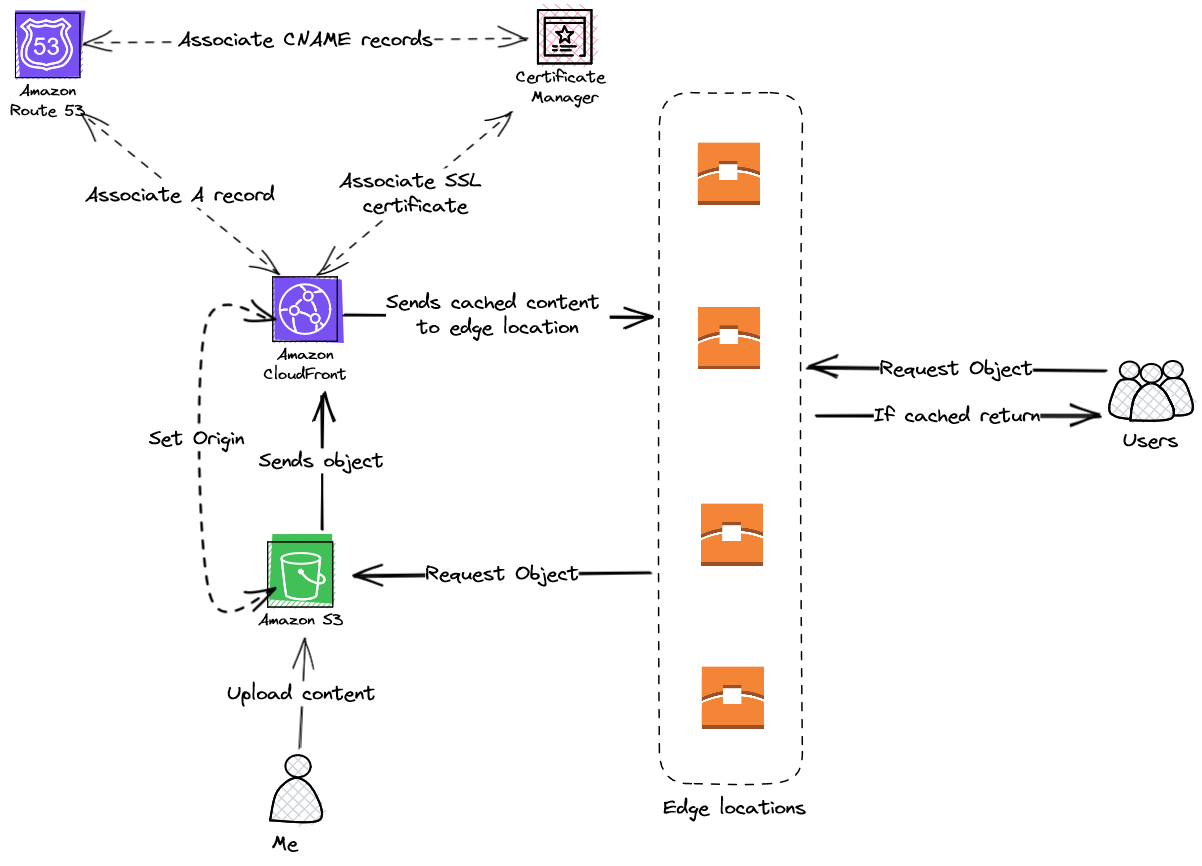 53
Associate CNAME records
Certificate
Manager
Amazon
Route 53
Associate A record
Associate SSL
certificate
Sends cached content
to edge location
Amazon
CloudFront
Request Object
If cached return
Users
Set Origin
Sends object
Request Object
Amazon S3
Upload content
Edge locations
Me